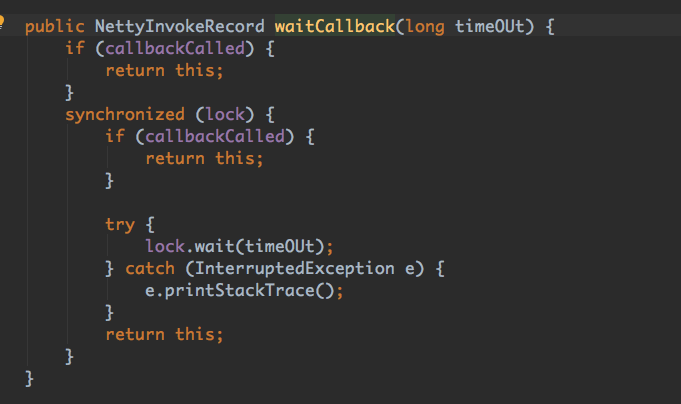 public NettyInvokeRecord waitCallback(long timeOUt) {
    if (callbackCalled) {
        return this;
    }
    synchronized (lock) {
        if (callbackCalled) {
            return this;
        }

        try {
            lock.wait(timeOUt);
        } catch (InterruptedException e) {
            e.printStackTrace();
        }
        return this;
    }
}